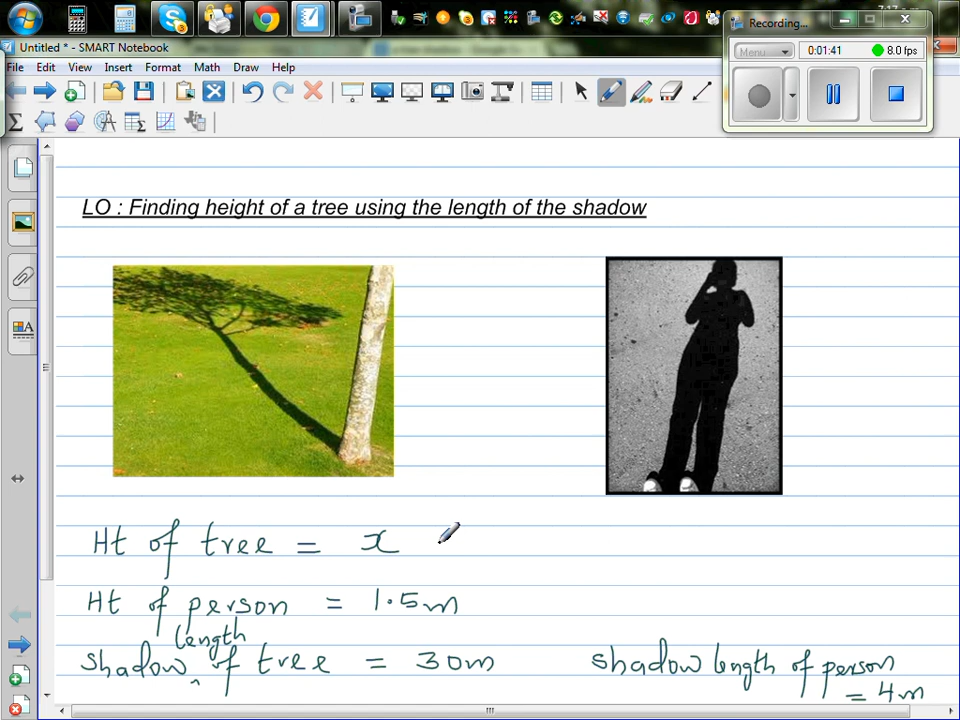 Recording...
Untitled * - SMART Notebook
Menu
0:01:41
8.0 fps
File Edit View Insert Format Math Draw Help
LO : Finding height of a tree using the length of the shadow
Ht of tree = x
Ht of person = 1.5m
length
shadow ‸ of tree = 30m
shadow length of person
= 4m